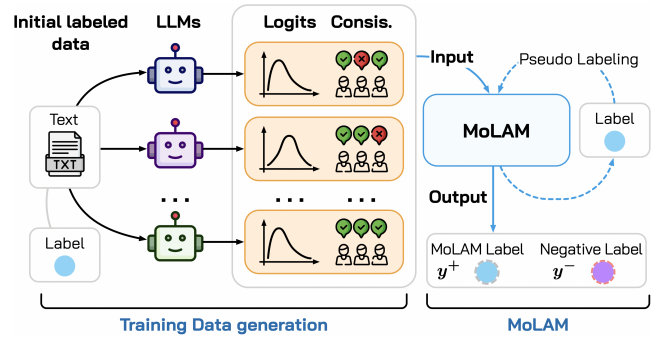 Initial labeled
data
LLMs
Logits Consis.
Text
TXT
Label
Input
Pseudo Labeling
MoLAM
Label
Output
MoLAM Label
Negative Label
y⁺
y⁻
Training Data generation
MoLAM